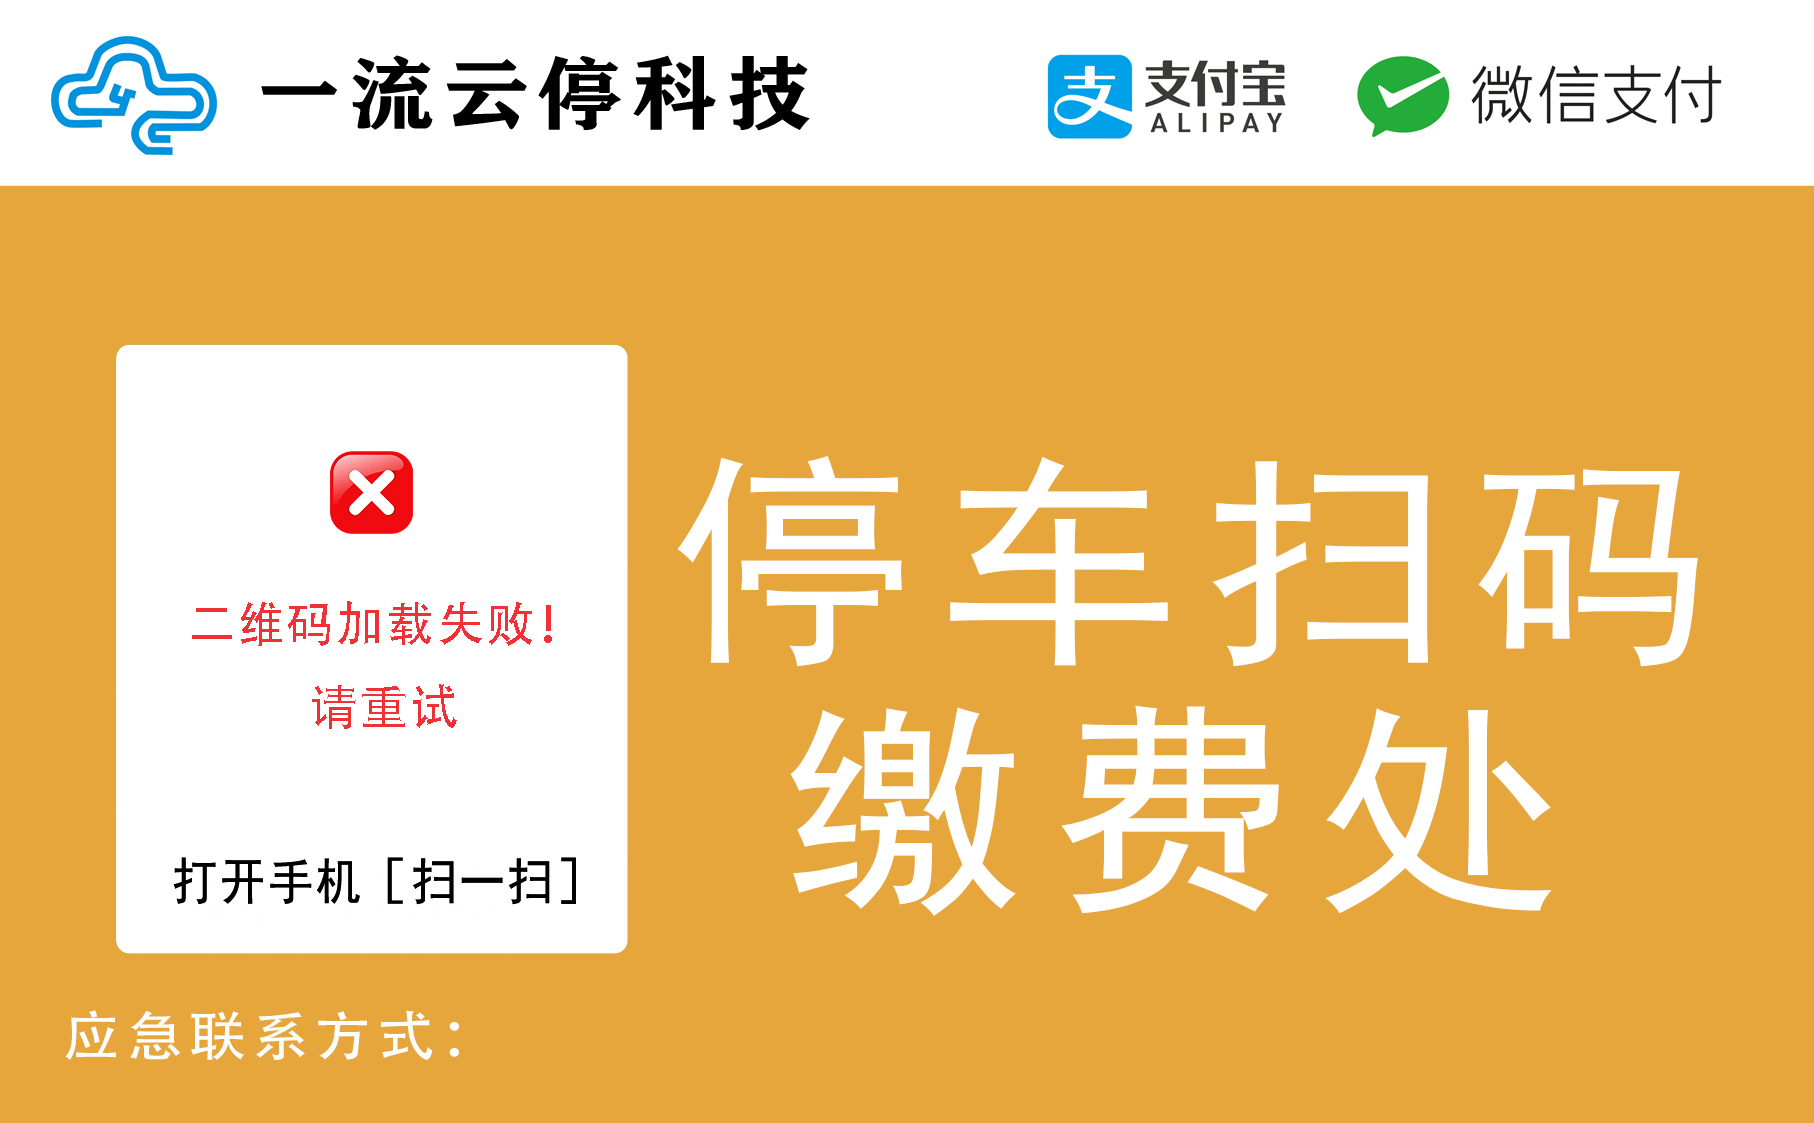 一流云停科技
支付宝
ALIPAY
微信支付
二维码加载失败!
请重试
打开手机[扫一扫]
停车扫码
缴费处
应急联系方式: